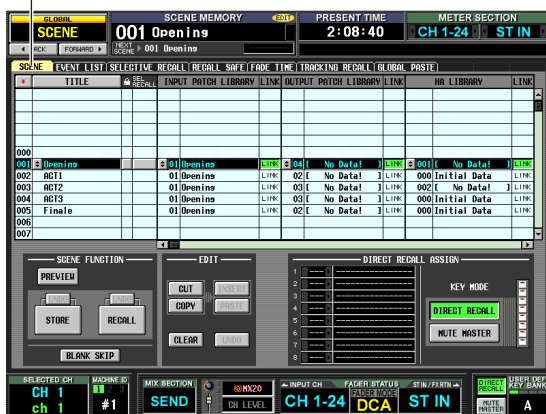 GLOBAL SCENE MEMORY EDIT PRESENT TIME METER SECTION
SCENE 001 Opening 2:08:40 CH 1-24 ST IN
ACK FORWARD NEXT SCENE 001 Opening
SCENE EVENT LIST SELECTIVE RECALL RECALL SAFE FADE TIME TRACKING RECALL GLOBAL PASTE
TITLE SEL RECALL INPUT PATCH LIBRARY LINK OUTPUT PATCH LIBRARY LINK HA LIBRARY LINK
000
001 Opening 01 Opening LINK 04 [ No Data! ] LINK 001 [ No Data! ] LINK
002 ACT1 01 Opening LINK 02 [ No Data! ] LINK 000 Initial Data LINK
003 ACT2 01 Opening LINK 03 [ No Data! ] LINK 002 [ No Data! ] LINK
004 ACT3 01 Opening LINK 03 [ No Data! ] LINK 000 Initial Data LINK
005 Finale 01 Opening LINK 02 [ No Data! ] LINK 000 Initial Data LINK
006
007
SCENE FUNCTION EDIT DIRECT RECALL ASSIGN
PREVIEW
UNDO UNDO
STORE RECALL
BLANK SKIP
CUT INSERT
COPY PASTE
CLEAR UNDO
1 ---
2 ---
3 ---
4 ---
5 ---
6 ---
7 ---
8 ---
KEY MODE
DIRECT RECALL
MUTE MASTER
SELECTED CH MACHINE ID MIX SECTION INPUT CH FADER STATUS ST IN/FX RTN DIRECT RECALL USER DEF KEY BANK
CH 1 1 2 3 SEND MX20 CH 1-24 FADER MODE ST IN
ch 1 #1 CH LEVEL DCA MUTE MASTER A